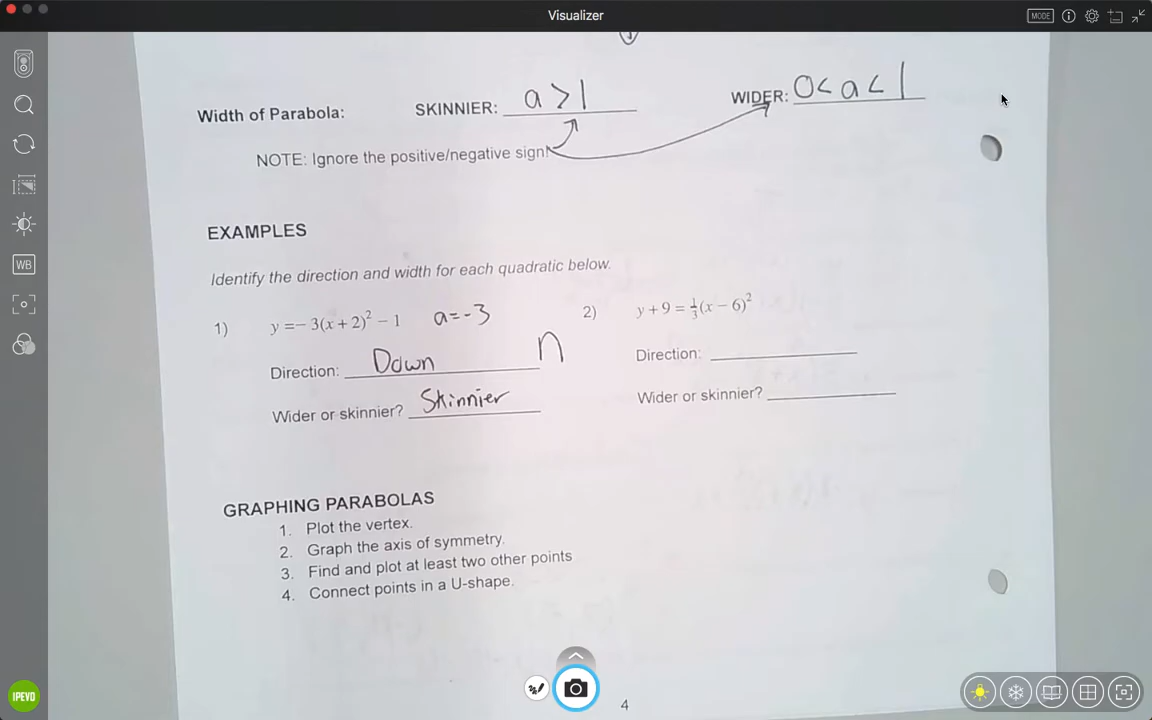 Visualizer
MODE
Width of Parabola: SKINNIER: a > 1 WIDER: 0 < a < 1
NOTE: Ignore the positive/negative sign!
EXAMPLES
Identify the direction and width for each quadratic below.
1) y = - 3(x + 2)² - 1 a = -3 2) y + 9 = ⅓(x - 6)²
Direction: Down ∩ Direction:
Wider or skinnier? Skinnier Wider or skinnier?
GRAPHING PARABOLAS
1. Plot the vertex.
2. Graph the axis of symmetry.
3. Find and plot at least two other points
4. Connect points in a U-shape.
4
WB
IPEVO